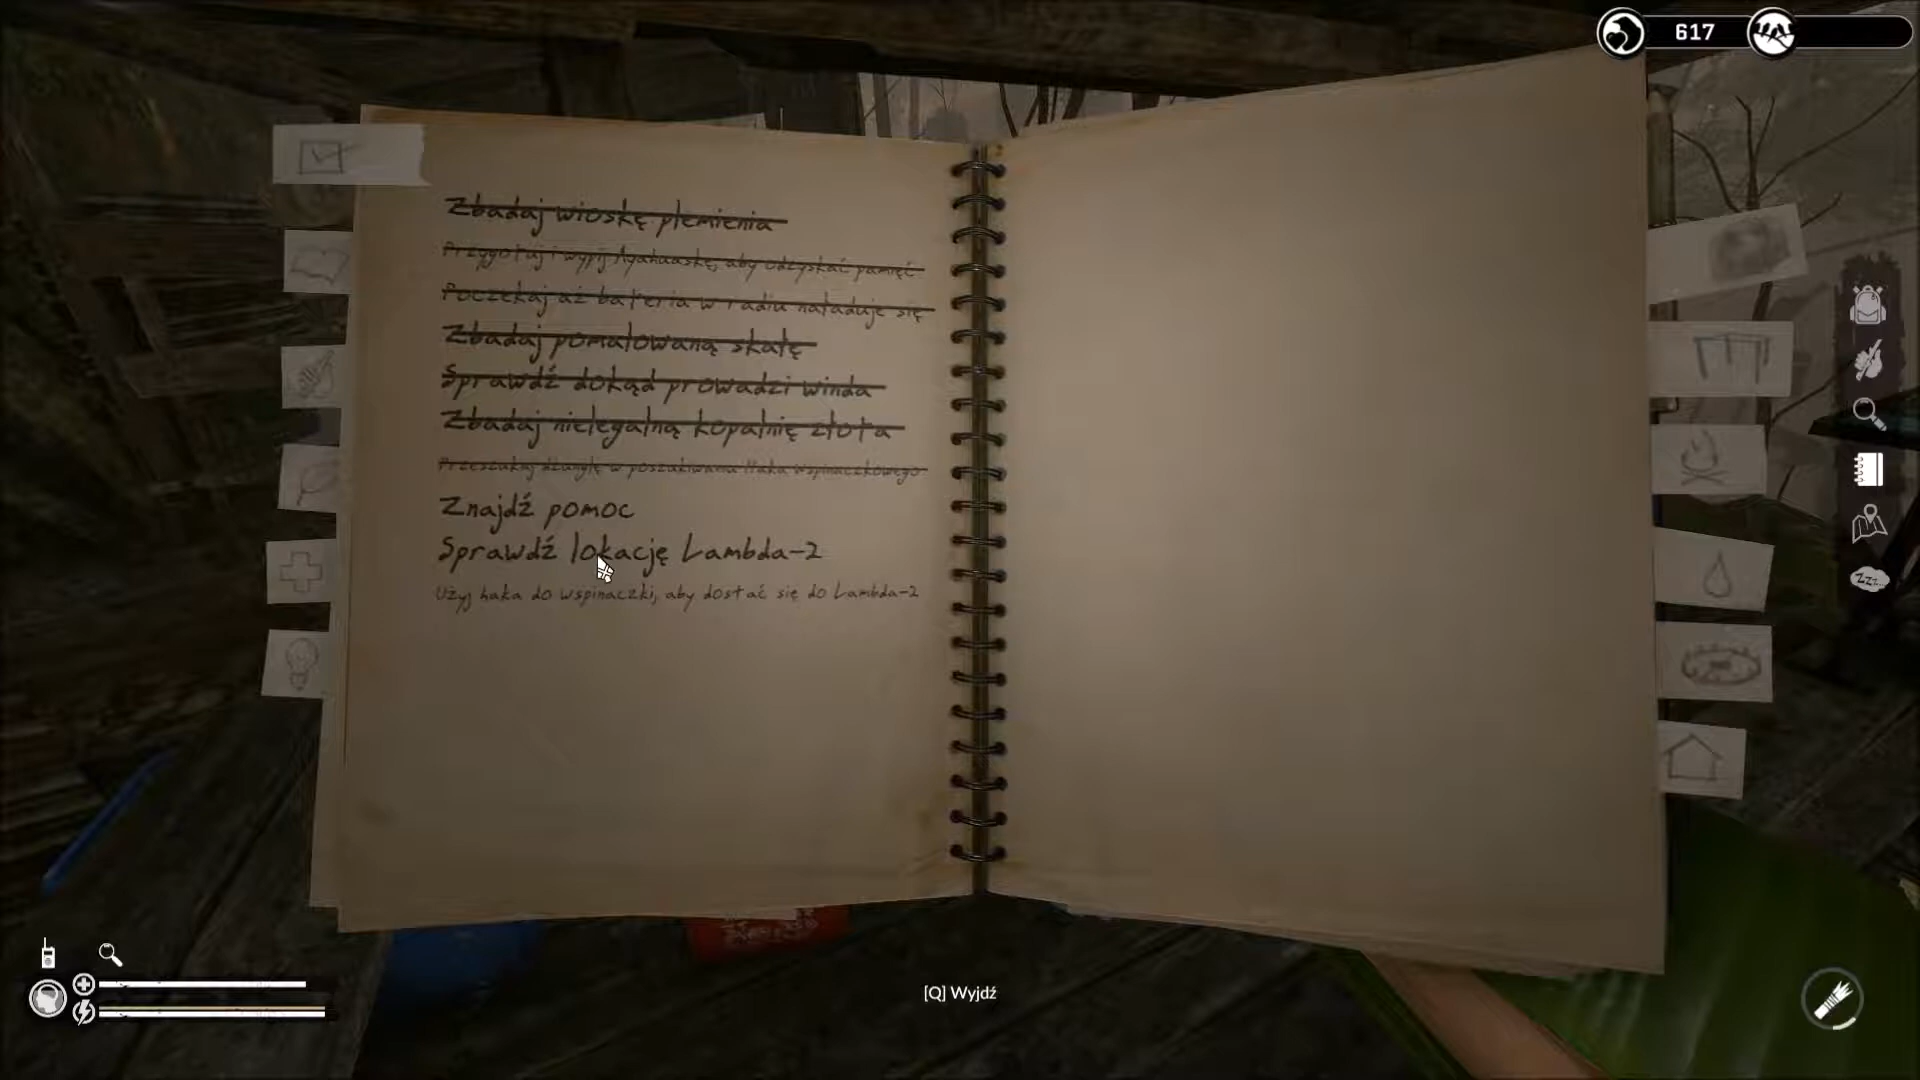 617
Zbadaj wioskę plemienia
Przygotuj i wypij Ayahuaskę, aby odzyskać pamięć
Poczekaj aż bateria w radiu naładuje się
Zbadaj pomalowaną skałę
Sprawdź dokąd prowadzi winda
Zbadaj nielegalną kopalnię złota
Przeszukaj dżunglę w poszukiwaniu Haka wspinaczkowego
Znajdź pomoc
Sprawdź lokację Lambda-2
Użyj haka do wspinaczki, aby dostać się do Lambda-2
Zzz...
[Q] Wyjdź